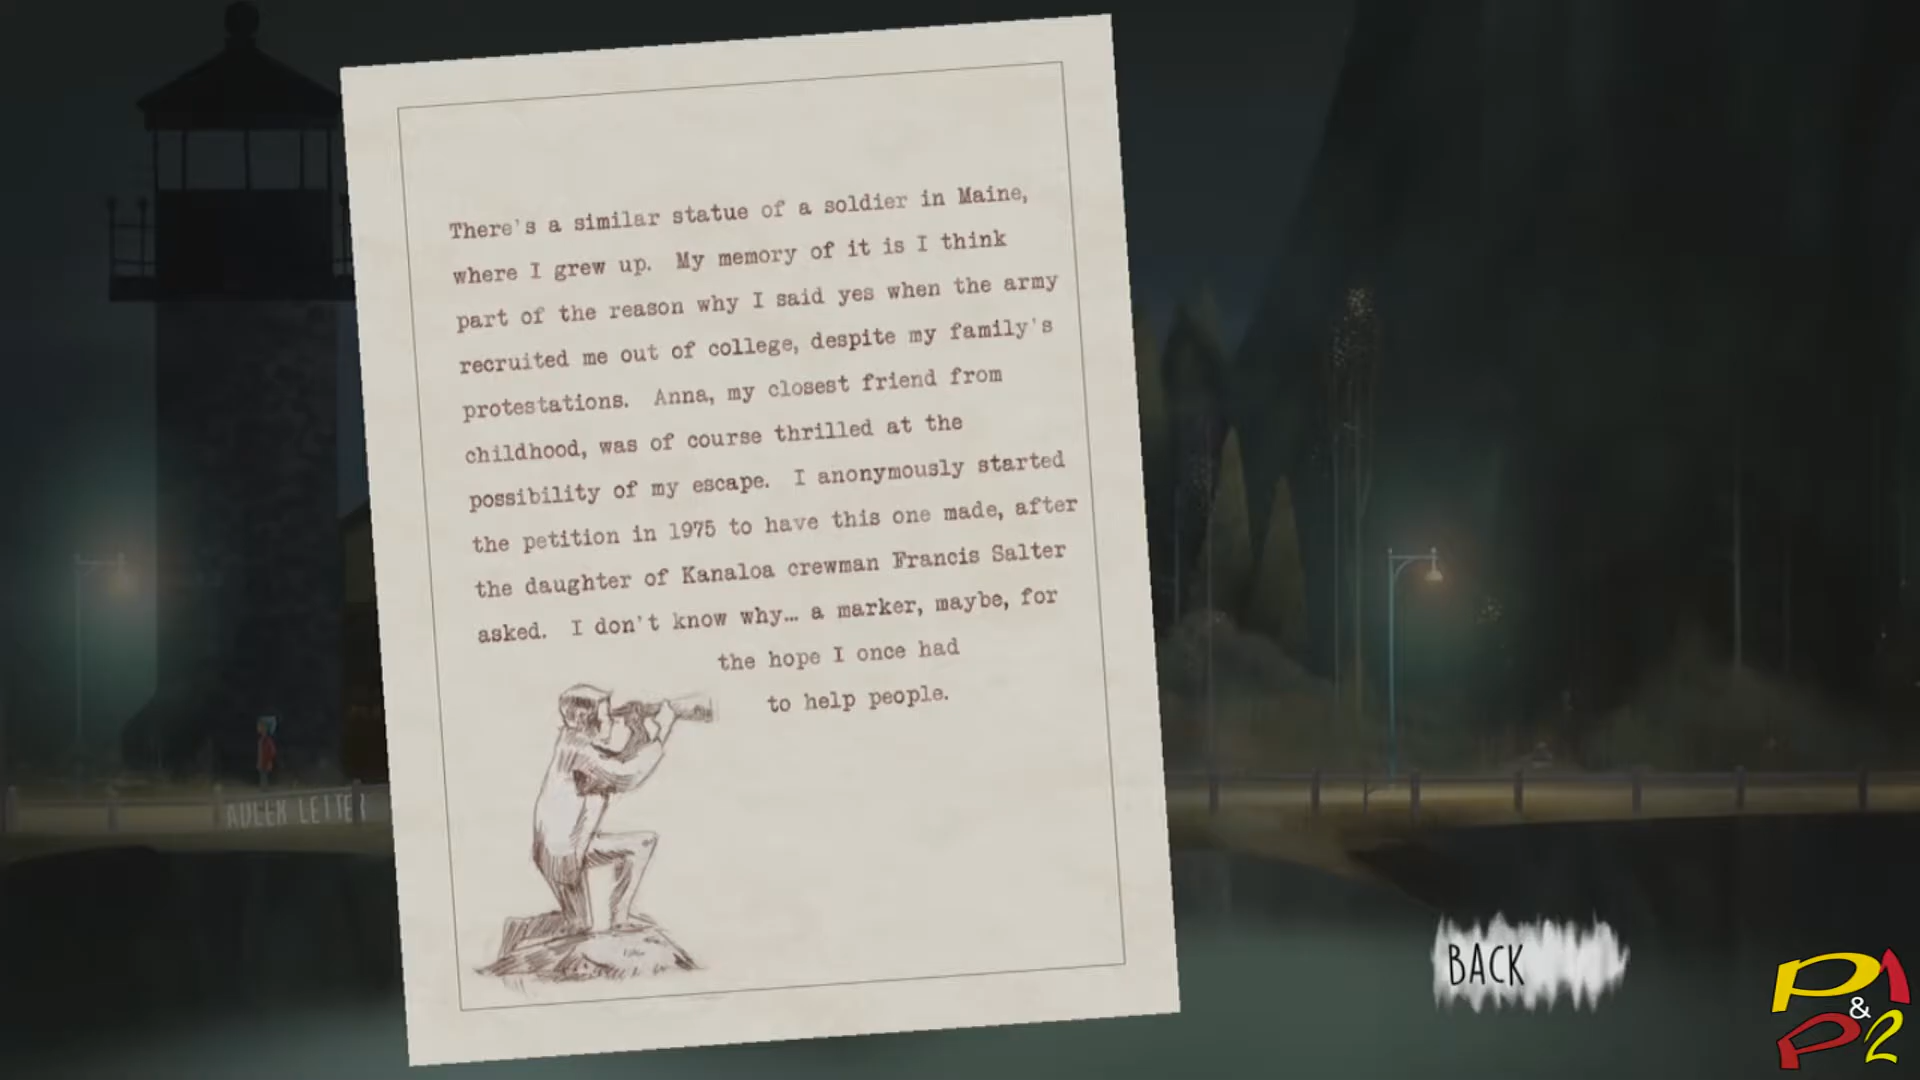 There's a similar statue of a soldier in Maine,
where I grew up.  My memory of it is I think
part of the reason why I said yes when the army
recruited me out of college, despite my family's
protestations.  Anna, my closest friend from
childhood, was of course thrilled at the
possibility of my escape.  I anonymously started
the petition in 1975 to have this one made, after
the daughter of Kanaloa crewman Francis Salter
asked.  I don't know why… a marker, maybe, for
the hope I once had
to help people.
ADLER LETTER
BACK
P1
&
P2